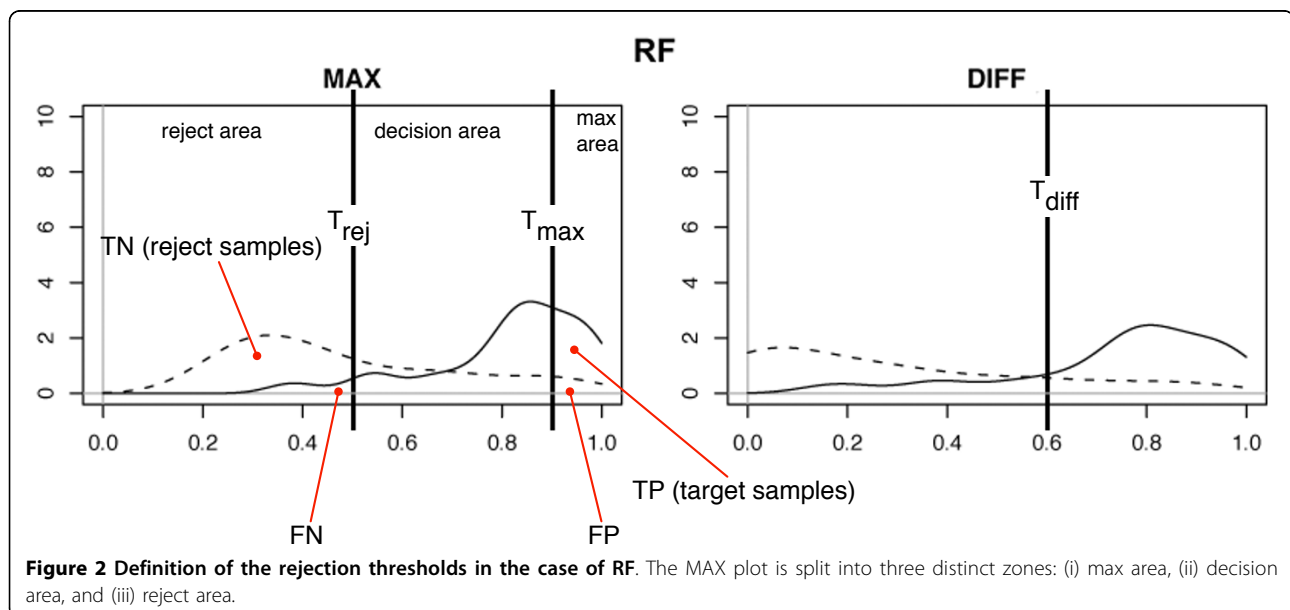 RF
MAX
DIFF
reject area
decision area
max
area
10
8
6
4
2
0
T_rej
T_max
TN (reject samples)
0.0 0.2 0.4 0.6 0.8 1.0
10
8
6
4
2
0
T_diff
0.0 0.2 0.4 0.6 0.8 1.0
TP (target samples)
FN
FP
Figure 2 Definition of the rejection thresholds in the case of RF. The MAX plot is split into three distinct zones: (i) max area, (ii) decision
area, and (iii) reject area.